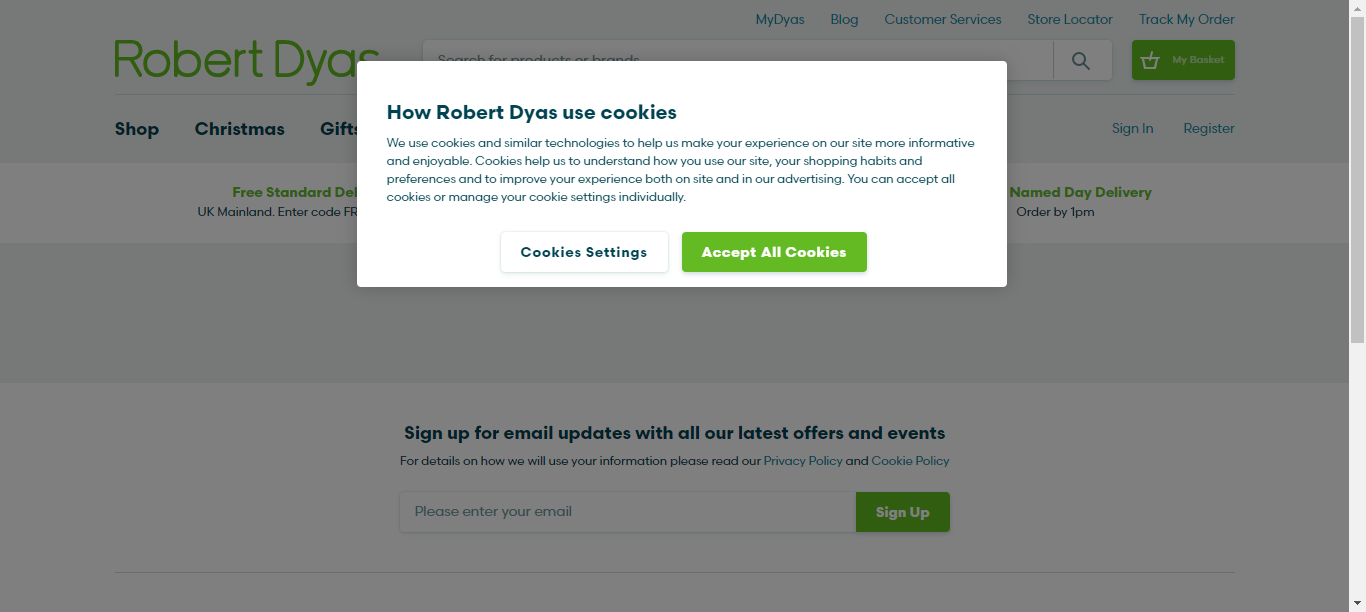 MyDyas Blog Customer Services Store Locator Track My Order
Robert Dyas
Search for products or brands
My Basket
Shop Christmas Gifts
Sign In Register
How Robert Dyas use cookies
We use cookies and similar technologies to help us make your experience on our site more informative
and enjoyable. Cookies help us to understand how you use our site, your shopping habits and
preferences and to improve your experience both on site and in our advertising. You can accept all
cookies or manage your cookie settings individually.
Cookies Settings Accept All Cookies
Free Standard
UK Mainland. Enter code
Named Day Delivery
Order by 1pm
Sign up for email updates with all our latest offers and events
For details on how we will use your information please read our Privacy Policy and Cookie Policy
Please enter your email
Sign Up